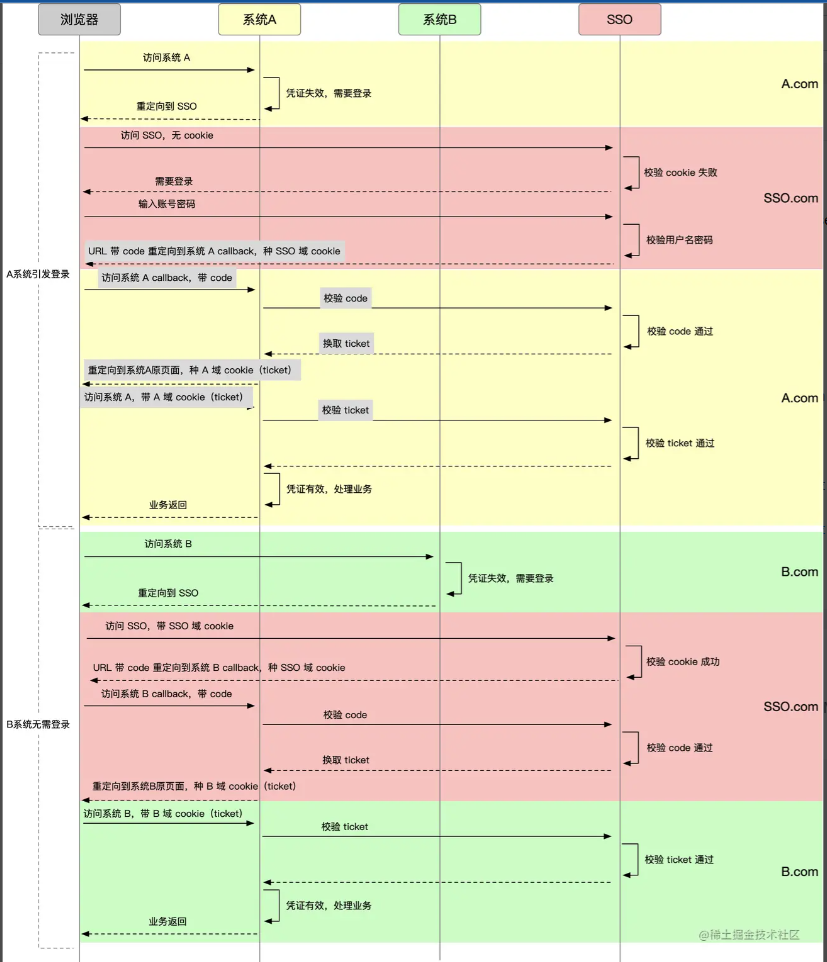 浏览器
系统A
系统B
SSO
访问系统 A
A.com
凭证失效，需要登录
重定向到 SSO
访问 SSO，无 cookie
校验 cookie 失败
需要登录
SSO.com
输入账号密码
校验用户名密码
URL 带 code 重定向到系统 A callback，种 SSO 域 cookie
A系统引发登录
访问系统 A callback，带 code
校验 code
校验 code 通过
换取 ticket
重定向到系统A原页面，种 A 域 cookie（ticket）
访问系统 A，带 A 域 cookie（ticket）
A.com
校验 ticket
校验 ticket 通过
凭证有效，处理业务
业务返回
访问系统 B
B.com
凭证失效，需要登录
重定向到 SSO
访问 SSO，带 SSO 域 cookie
校验 cookie 成功
URL 带 code 重定向到系统 B callback，种 SSO 域 cookie
访问系统 B callback，带 code
SSO.com
校验 code
B系统无需登录
校验 code 通过
换取 ticket
重定向到系统B原页面，种 B 域 cookie（ticket）
访问系统 B，带 B 域 cookie（ticket）
校验 ticket
校验 ticket 通过
B.com
凭证有效，处理业务
业务返回
@稀土掘金技术社区